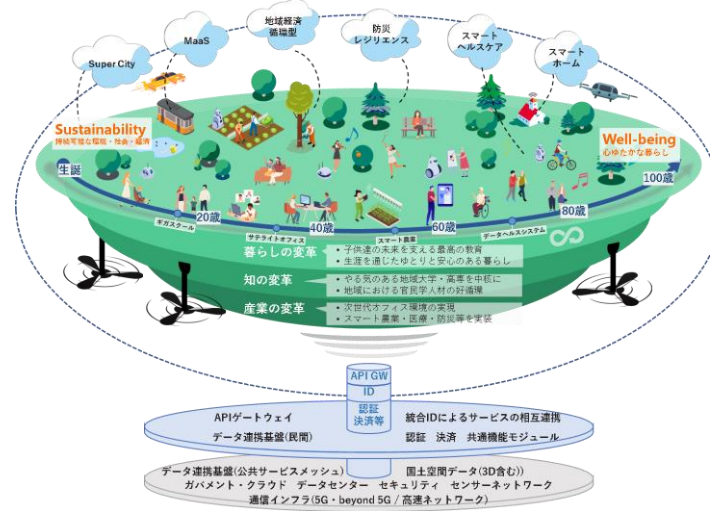 地域経済
循環型
防災
レジリエンス
MaaS
スマート
ヘルスケア
スマート
ホーム
Super City
Sustainability
持続可能な環境・社会・経済
Well-being
心ゆたかな暮らし
生誕
20歳
40歳
60歳
80歳
100歳
ギガスクール
サテライトオフィス
スマート農業
データヘルスシステム
暮らしの変革
• 子供達の未来を支える最高の教育
• 生涯を通じたゆとりと安心のある暮らし
知の変革
• やる気のある地域大学・高専を中核に
• 地域における官民学人材の好循環
産業の変革
• 次世代オフィス環境の実現
• スマート農業・医療・防災等を実装
API GW
ID
認証
決済等
APIゲートウェイ
統合IDによるサービスの相互連携
データ連携基盤(民間)
認証 決済 共通機能モジュール
データ連携基盤(公共サービスメッシュ)
国土空間データ(3D含む))
ガバメント・クラウド データセンター セキュリティ センサーネットワーク
通信インフラ(5G・beyond 5G / 高速ネットワーク)